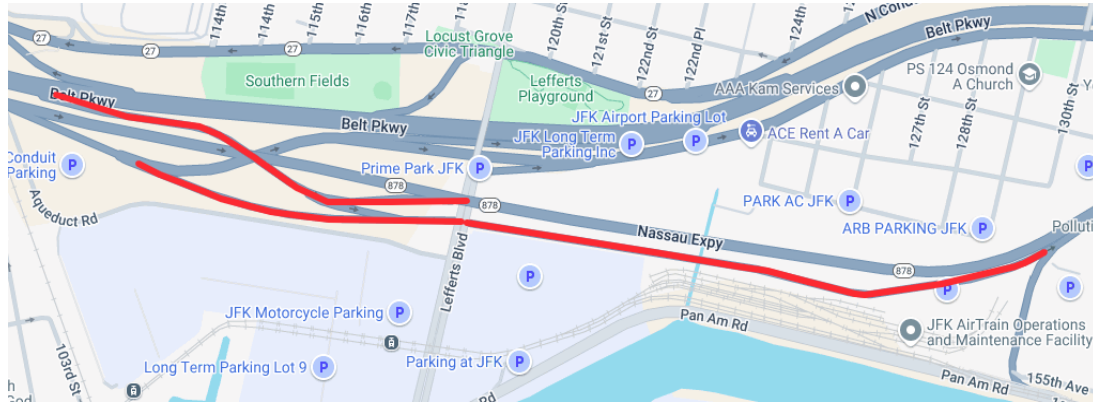 27
114th
115th
116th
117th
118
Locust Grove
Civic Triangle
120th St
121st St
122nd St
122nd Pl
124th
N Cond
Belt Pkwy
27
27
Southern Fields
Lefferts
Playground
27
AAA Kam Services
PS 124 Osmond
A Church
Belt Pkwy
Belt Pkwy
JFK Airport Parking Lot
JFK Long Term
Parking Inc
ACE Rent A Car
127th St
128th St
130th St
Conduit
Parking
P
Prime Park JFK
P
P
P
P
878
878
Aqueduct Rd
PARK AC JFK
P
ARB PARKING JFK
P
Pollutio
Nassau Expy
878
Lefferts Blvd
P
P
P
JFK Motorcycle Parking
P
Pan Am Rd
JFK AirTrain Operations
and Maintenance Facility
103rd St
Long Term Parking Lot 9
P
Parking at JFK
P
Pan Am Rd
155th Ave
Rd
h
God